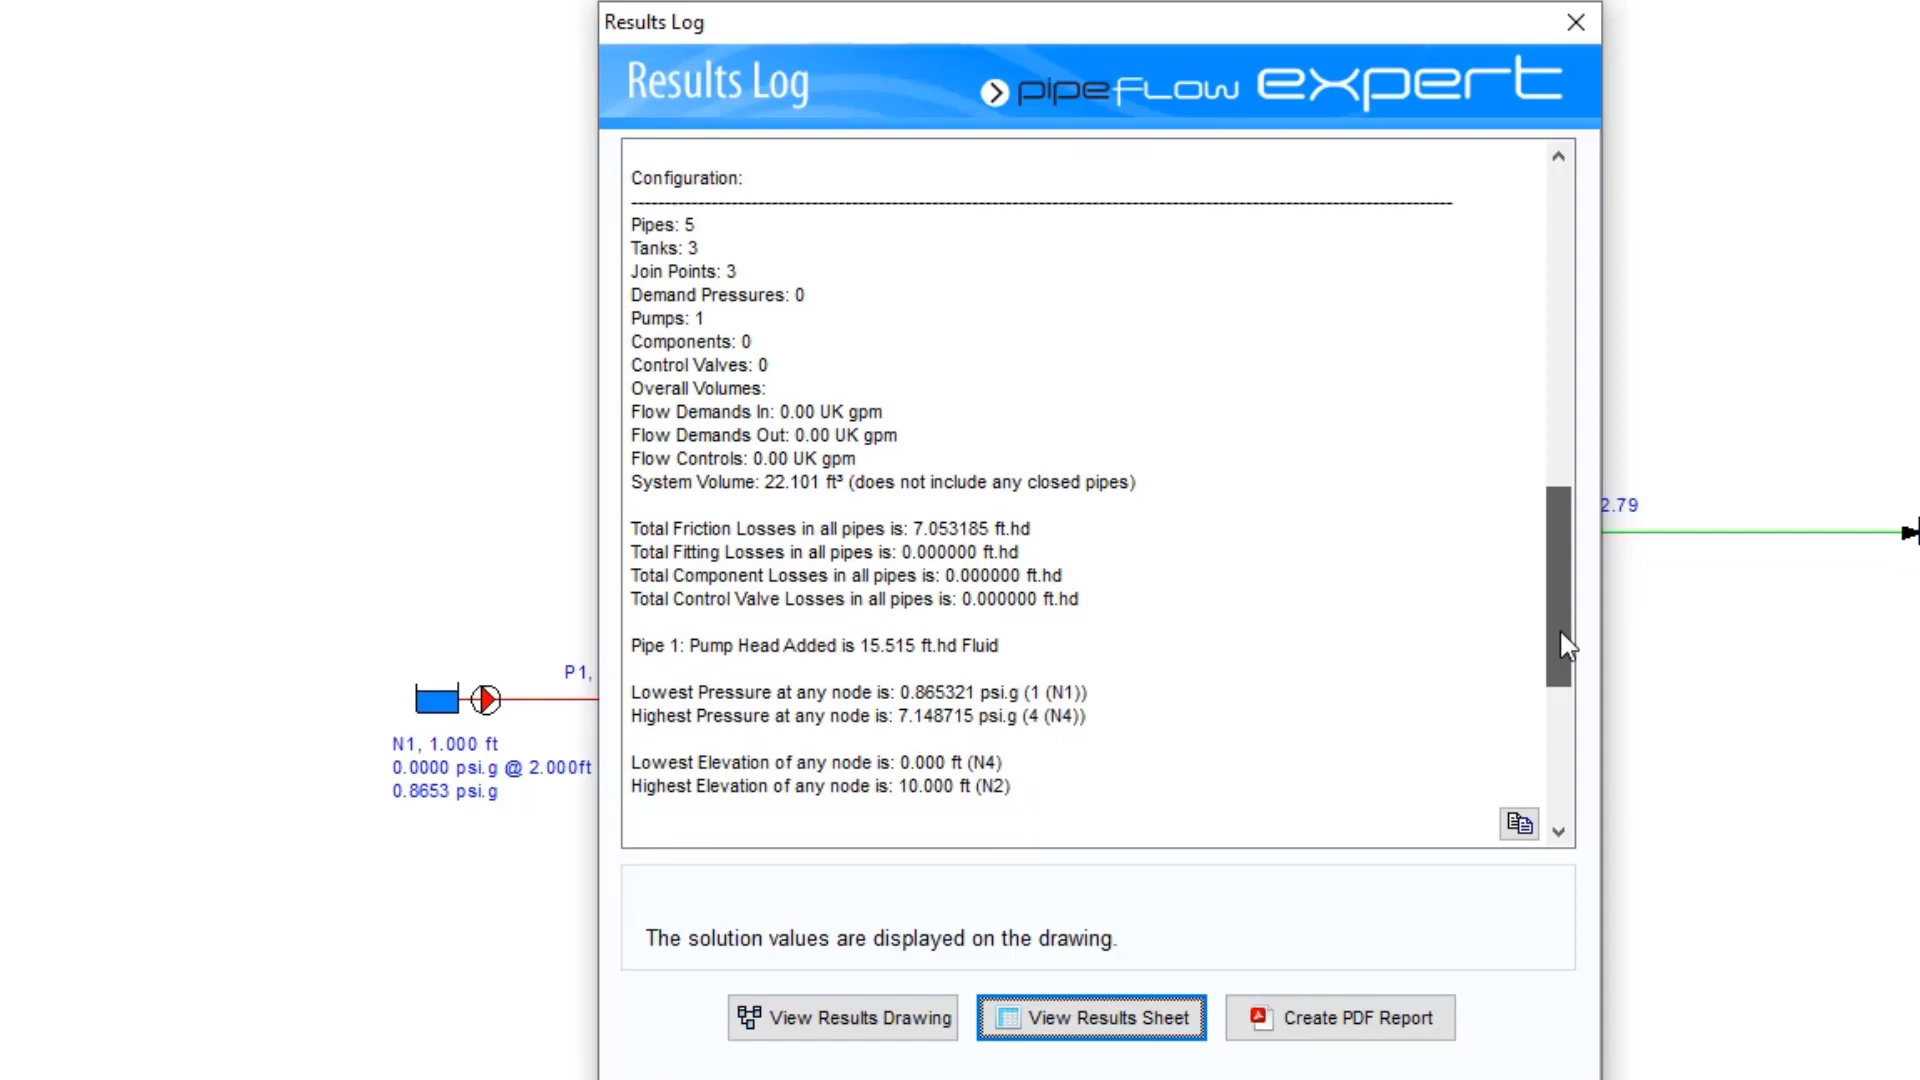 Results Log
Results Log
pipeflow expert
Configuration:
Pipes: 5
Tanks: 3
Join Points: 3
Demand Pressures: 0
Pumps: 1
Components: 0
Control Valves: 0
Overall Volumes:
Flow Demands In: 0.00 UK gpm
Flow Demands Out: 0.00 UK gpm
Flow Controls: 0.00 UK gpm
System Volume: 22.101 ft³ (does not include any closed pipes)
Total Friction Losses in all pipes is: 7.053185 ft.hd
Total Fitting Losses in all pipes is: 0.000000 ft.hd
Total Component Losses in all pipes is: 0.000000 ft.hd
Total Control Valve Losses in all pipes is: 0.000000 ft.hd
Pipe 1: Pump Head Added is 15.515 ft.hd Fluid
Lowest Pressure at any node is: 0.865321 psi.g (1 (N1))
Highest Pressure at any node is: 7.148715 psi.g (4 (N4))
Lowest Elevation of any node is: 0.000 ft (N4)
Highest Elevation of any node is: 10.000 ft (N2)
2.79
P1,
N1, 1.000 ft
0.0000 psi.g @ 2.000ft
0.8653 psi.g
The solution values are displayed on the drawing.
View Results Drawing
View Results Sheet
Create PDF Report